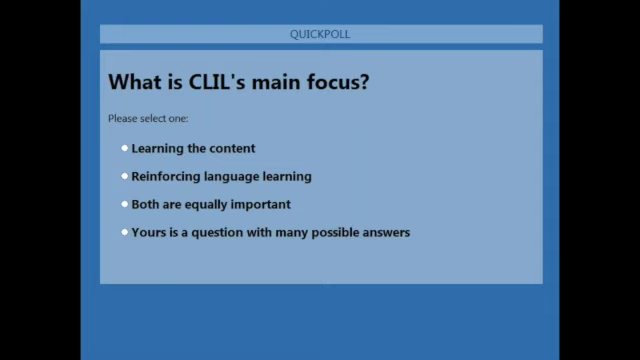 QUICKPOLL
What is CLIL's main focus?
Please select one:
Learning the content
Reinforcing language learning
Both are equally important
Yours is a question with many possible answers